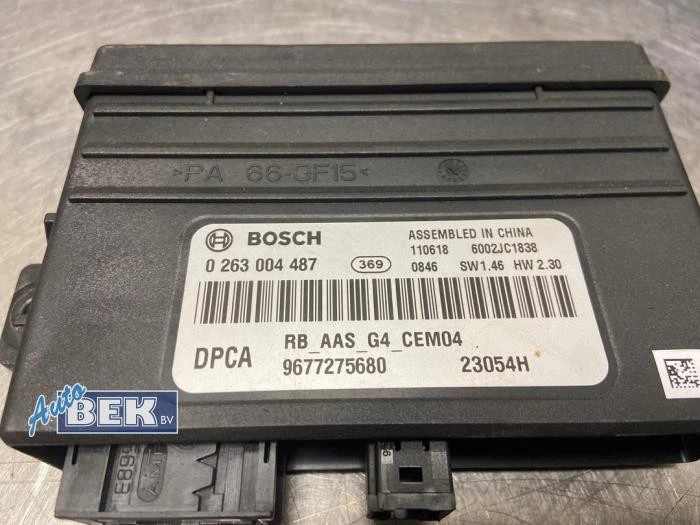 >PA 66-GF15<
BOSCH
ASSEMBLED IN CHINA
110618 6002JC1838
0 263 004 487 369 0846 SW1.46 HW 2.30
RB_AAS_G4_CEM04
DPCA 9677275680 23054H
Auto
BEK BV